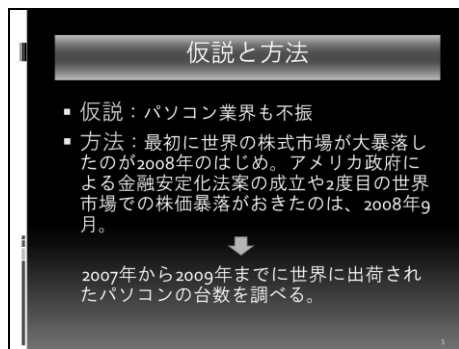 仮説と方法
▪ 仮説：パソコン業界も不振
▪ 方法：最初に世界の株式市場が大暴落し
たのが2008年のはじめ。アメリカ政府に
よる金融安定化法案の成立や2度目の世界
市場での株価暴落がおきたのは、2008年9
月。
2007年から2009年までに世界に出荷され
たパソコンの台数を調べる。
3